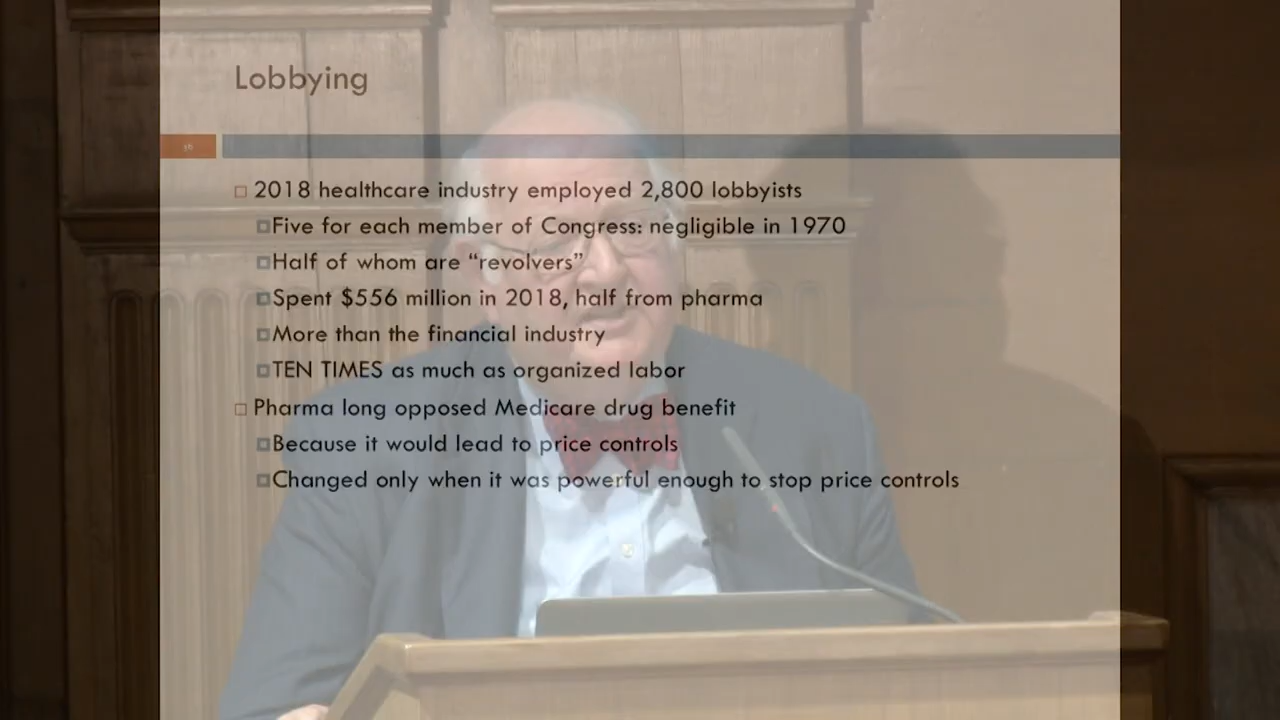 Lobbying
36
2018 healthcare industry employed 2,800 lobbyists
Five for each member of Congress: negligible in 1970
Half of whom are “revolvers”
Spent $556 million in 2018, half from pharma
More than the financial industry
TEN TIMES as much as organized labor
Pharma long opposed Medicare drug benefit
Because it would lead to price controls
Changed only when it was powerful enough to stop price controls